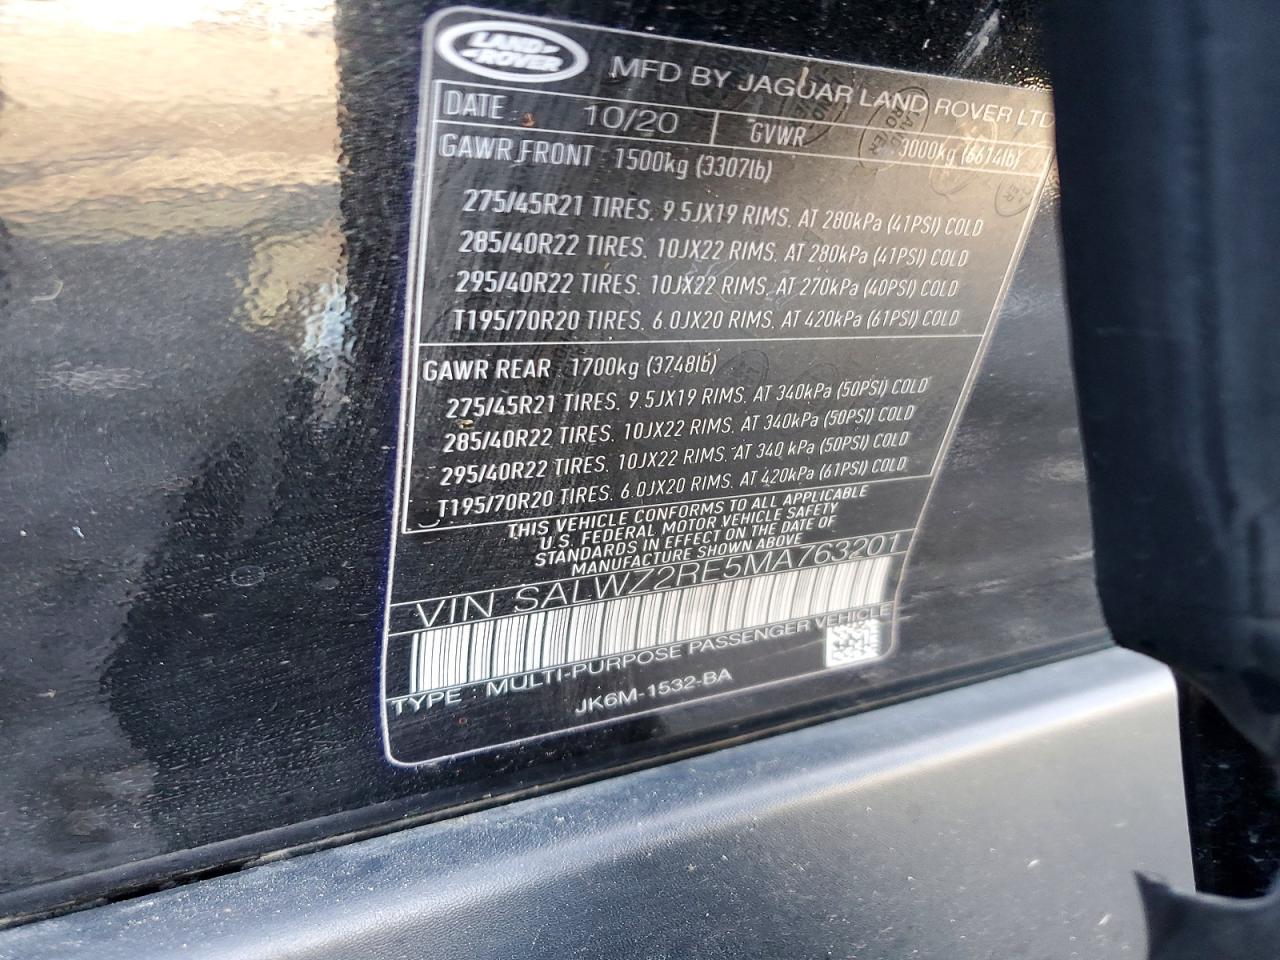 LAND ROVER
MFD BY JAGUAR LAND ROVER LTD
DATE : 10/20 GVWR 3000kg (6614lb)
GAWR FRONT 1500kg (3307lb)
275/45R21 TIRES, 9.5JX19 RIMS, AT 280kPa (41PSI) COLD
285/40R22 TIRES, 10JX22 RIMS, AT 280kPa (41PSI) COLD
295/40R22 TIRES, 10JX22 RIMS, AT 270kPa (40PSI) COLD
T195/70R20 TIRES, 6.0JX20 RIMS, AT 420kPa (61PSI) COLD
GAWR REAR 1700kg (3748lb)
275/45R21 TIRES, 9.5JX19 RIMS, AT 340kPa (50PSI) COLD
285/40R22 TIRES, 10JX22 RIMS, AT 340kPa (50PSI) COLD
295/40R22 TIRES, 10JX22 RIMS, AT 340 kPa (50PSI) COLD
T195/70R20 TIRES, 6.0JX20 RIMS, AT 420kPa (61PSI) COLD
THIS VEHICLE CONFORMS TO ALL APPLICABLE
U.S. FEDERAL MOTOR VEHICLE SAFETY
STANDARDS IN EFFECT ON THE DATE OF
MANUFACTURE SHOWN ABOVE
VIN SALWZ2RE5MA763201
TYPE : MULTI-PURPOSE PASSENGER VEHICLE
JK6M-1532-BA